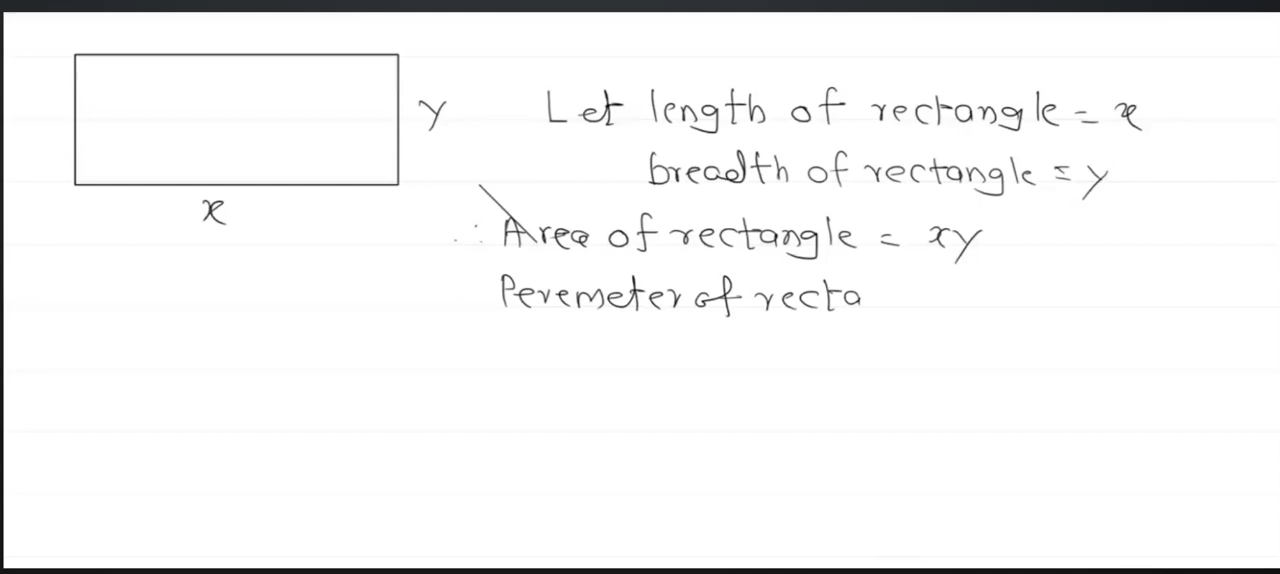 y
x
Let length of rectangle = x
breadth of rectangle = y
∴ Area of rectangle = xy
Peremeter of recta